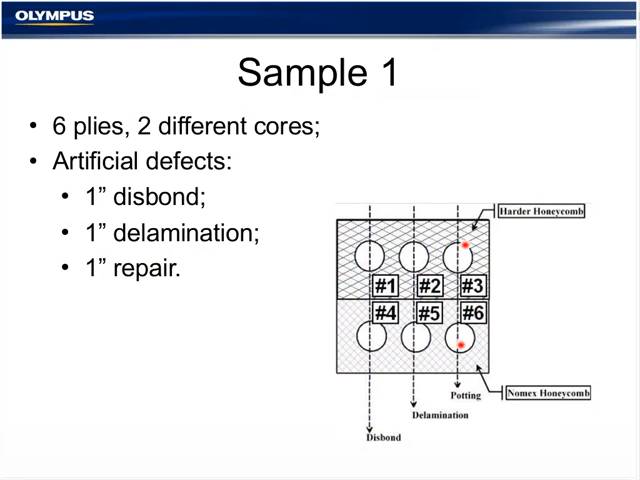 OLYMPUS
Sample 1
• 6 plies, 2 different cores;
• Artificial defects:
• 1” disbond;
• 1” delamination;
• 1” repair.
Harder Honeycomb
#1 #2 #3
#4 #5 #6
Nomex Honeycomb
Potting
Delamination
Disbond